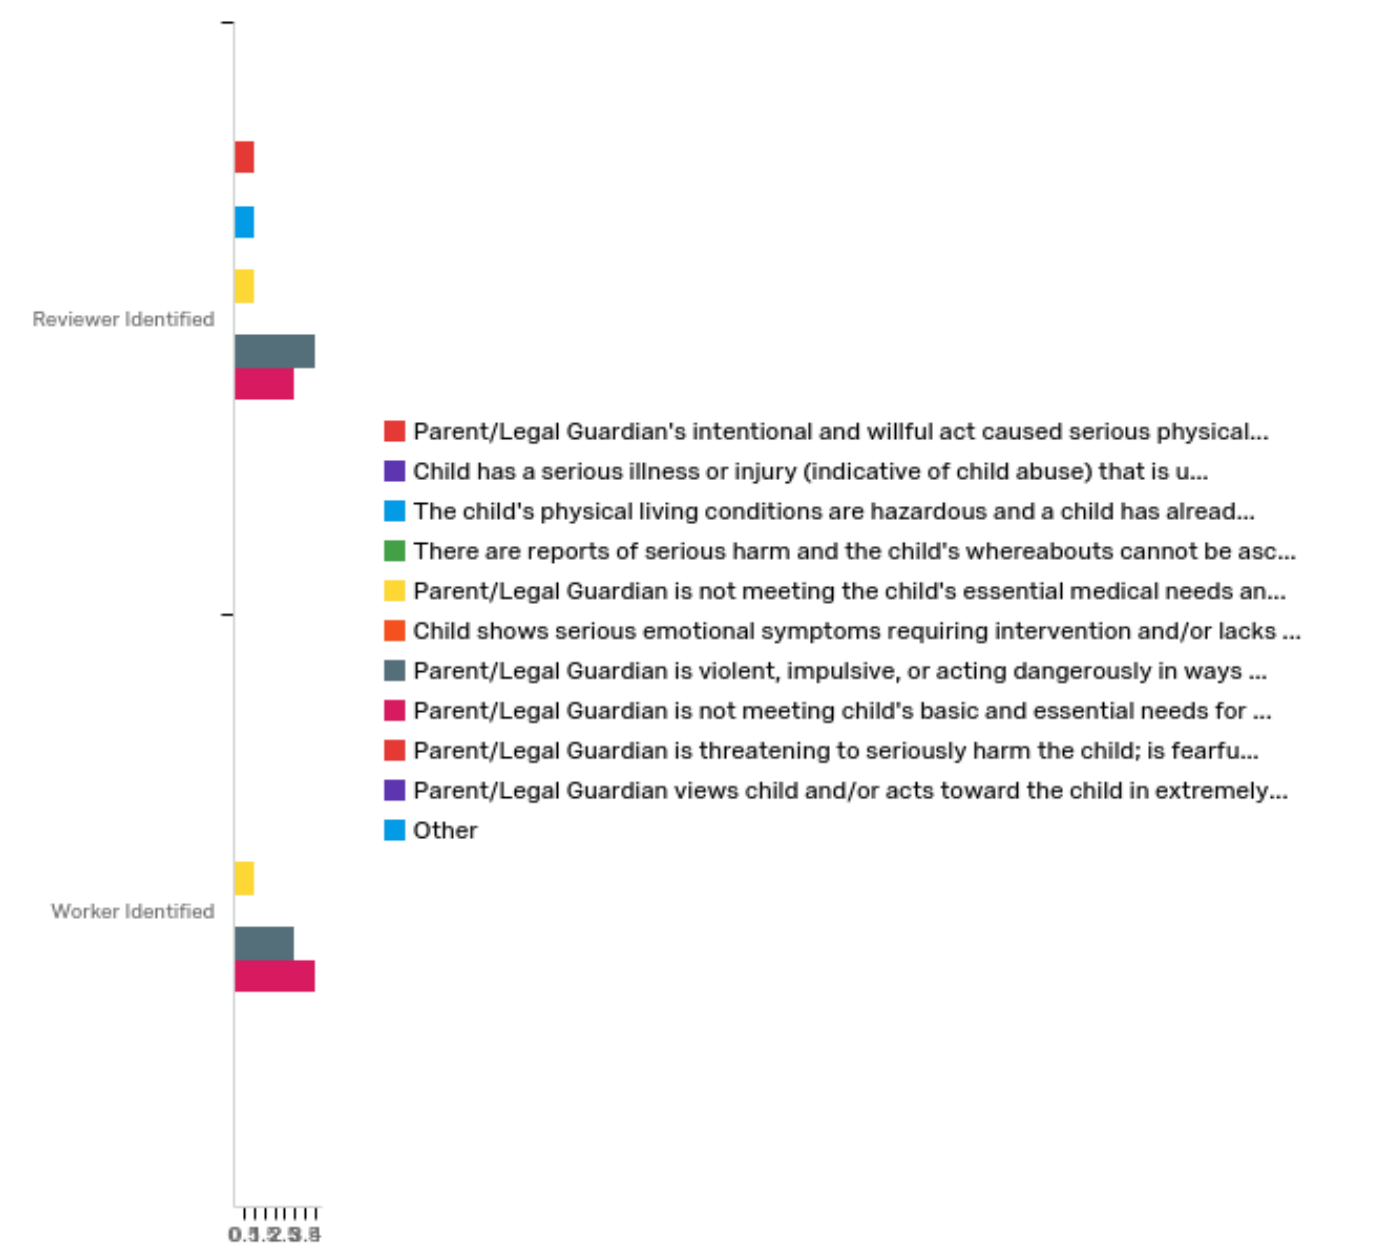 Reviewer Identified
Parent/Legal Guardian's intentional and willful act caused serious physical...
Child has a serious illness or injury (indicative of child abuse) that is u...
The child's physical living conditions are hazardous and a child has alread...
There are reports of serious harm and the child's whereabouts cannot be asc...
Parent/Legal Guardian is not meeting the child's essential medical needs an...
Child shows serious emotional symptoms requiring intervention and/or lacks ...
Parent/Legal Guardian is violent, impulsive, or acting dangerously in ways ...
Parent/Legal Guardian is not meeting child's basic and essential needs for ...
Parent/Legal Guardian is threatening to seriously harm the child; is fearfu...
Parent/Legal Guardian views child and/or acts toward the child in extremely...
Other
Worker Identified